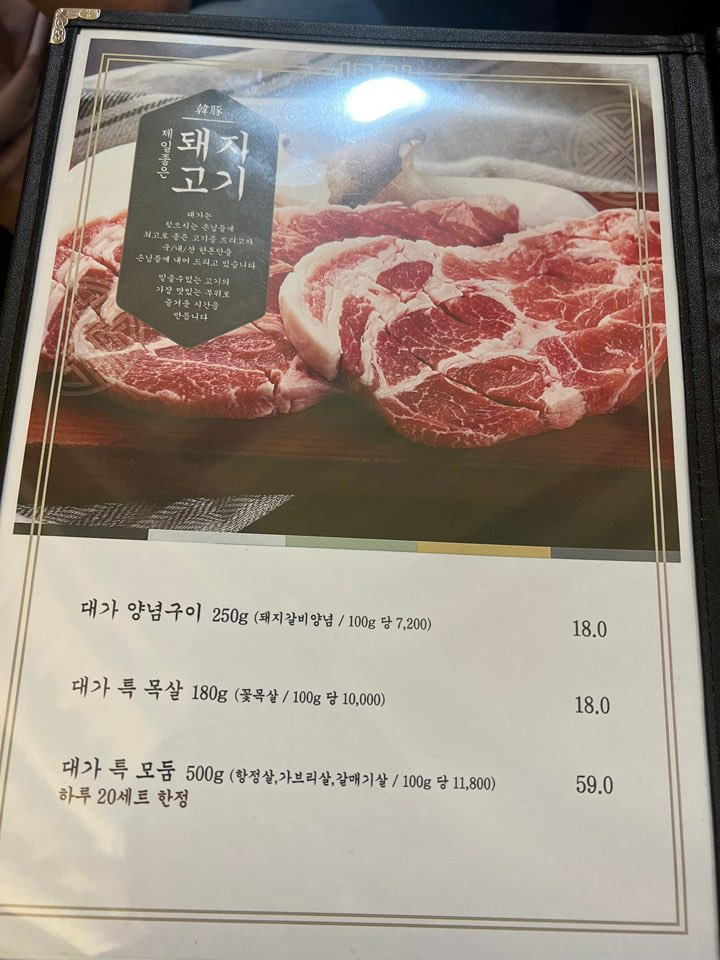 韓豚
제일좋은
돼지
고기
대가는
찾으시는 손님들에
최고로 좋은 고기를 드리고자
국/내/산 한돈만을
손님들에 내어 드리고 있습니다
믿을수있는 고기의
가장 맛있는 부위로
즐거운 시간을
만듭니다
대가 양념구이 250g (돼지갈비양념 / 100g 당 7,200) 18.0
대가 특 목살 180g (꽃목살 / 100g 당 10,000) 18.0
대가 특 모듬 500g (항정살,가브리살,갈매기살 / 100g 당 11,800) 59.0
하루 20세트 한정